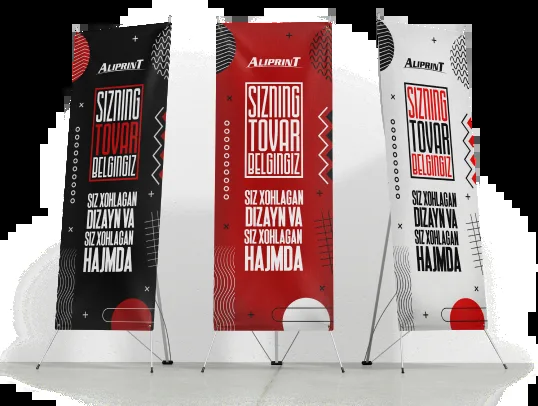 ALIPRINT
SIZNING
TOVAR
BELGINGIZ
SIZ XOHLAGAN
DIZAYN VA
SIZ XOHLAGAN
HAJMDA
ALIPRINT
SIZNING
TOVAR
BELGINGIZ
SIZ XOHLAGAN
DIZAYN VA
SIZ XOHLAGAN
HAJMDA
ALIPRINT
SIZNING
TOVAR
BELGINGIZ
SIZ XOHLAGAN
DIZAYN VA
SIZ XOHLAGAN
HAJMDA